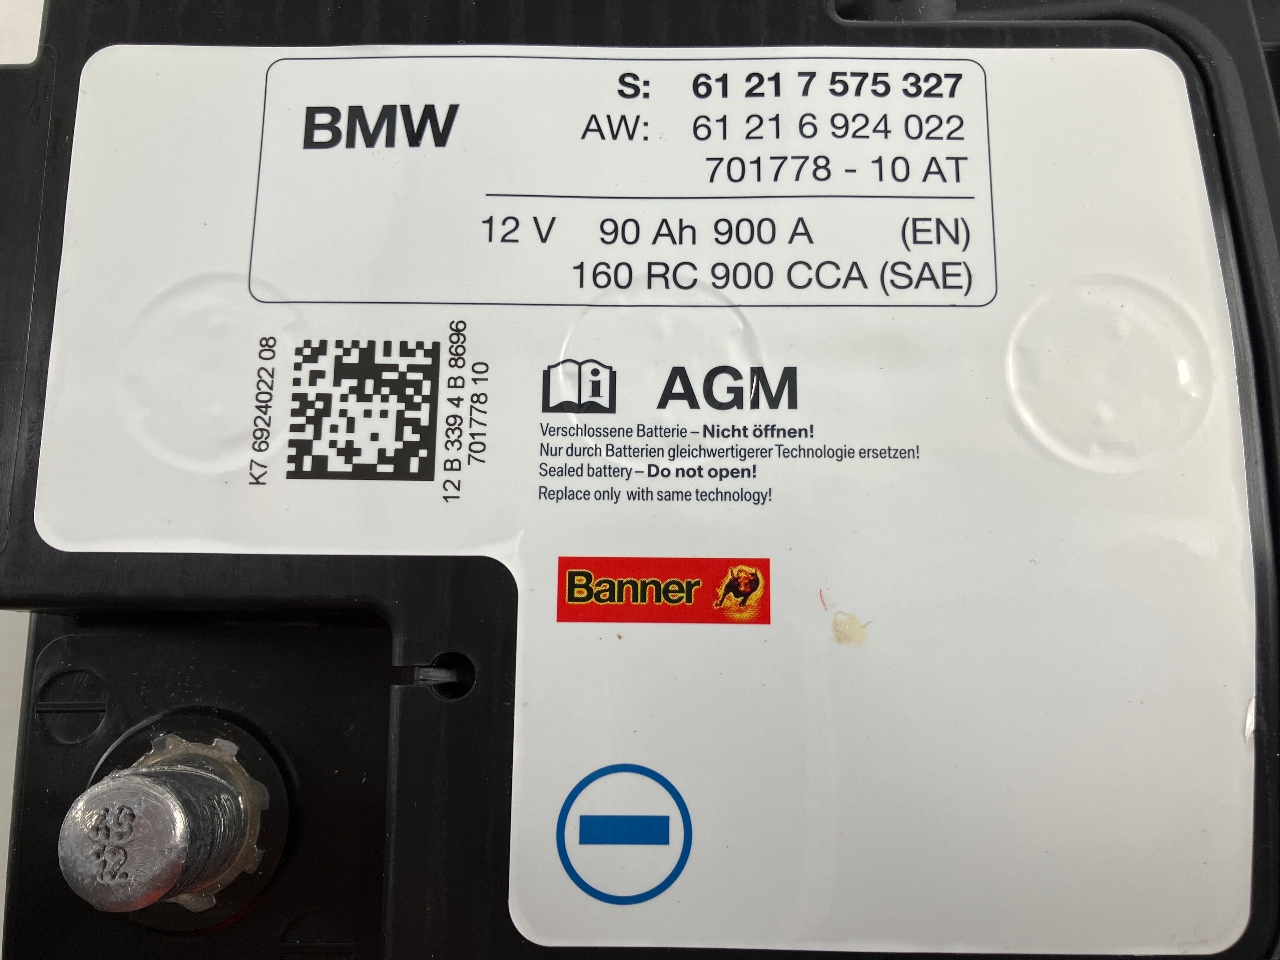 BMW
S: 61 21 7 575 327
AW: 61 21 6 924 022
701778 - 10 AT
12 V 90 Ah 900 A (EN)
160 RC 900 CCA (SAE)
K7 6924022 08
12 B 339 4 B 8696
701778 10
AGM
Verschlossene Batterie – Nicht öffnen!
Nur durch Batterien gleichwertigerer Technologie ersetzen!
Sealed battery – Do not open!
Replace only with same technology!
Banner
12